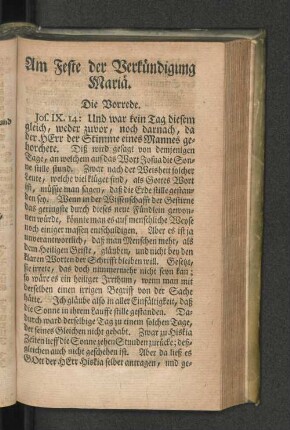 Am Feste der Verkündigung
Mariä.
Die Vorrede.
Jos. IX. 14: Und war kein Tag diesem
gleich, weder zuvor, noch darnach, da
der HErr der Stimme eines Mannes ge-
horchete. Diß wird gesagt von demjenigen
Tage, an welchem auf das Wort Josua die Son-
ne stille stund. Zwar nach der Weisheit solcher
Leute, welche viel klüger sind, als Gottes Wort
ist, müste man sagen, daß die Erde stille gestan-
den sey. Wenn in der Wissenschafft der Gestirne
das geringste durch dieses neue Fündlein gewon-
nen würde, könnte man es auf menschliche Weise
noch einiger massen entschuldigen. Aber es ist ja
unverantwortlich, daß man Menschen mehr, als
dem Heiligen Geiste, glaubet, und nicht bey den
klaren Worten der Schrifft bleiben will. Gesetzt,
sie irrete, das doch nimmermehr nicht seyn kan;
so wäre es ein heiliger Irrthum, wenn man mit
derselben einen irrigen Begriff von der Sache
hätte. Ich glaube also in aller Einfältigkeit, daß
die Sonne in ihrem Lauffe stille gestanden. Da-
durch ward derselbige Tag zu einem solchen Tage,
der seines Gleichen nicht gehabt. Zwar zu Hiskiä
Zeiten lieff die Sonne zehen Stunden zurücke; deß-
gleichen auch nicht geschehen ist. Aber da ließ es
GOtt der HErr Hiskia selber antragen, und ge-